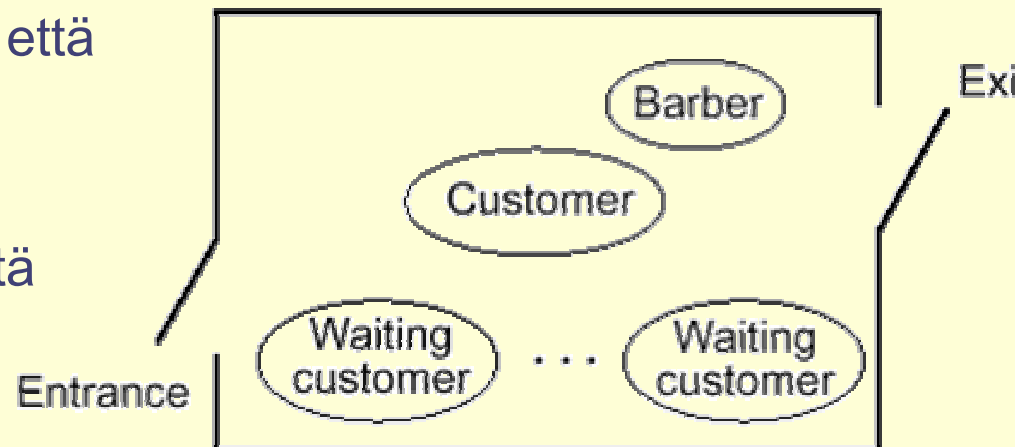 että
Barber
Exi
Customer
tä
Waiting
customer
. . .
Waiting
customer
Entrance